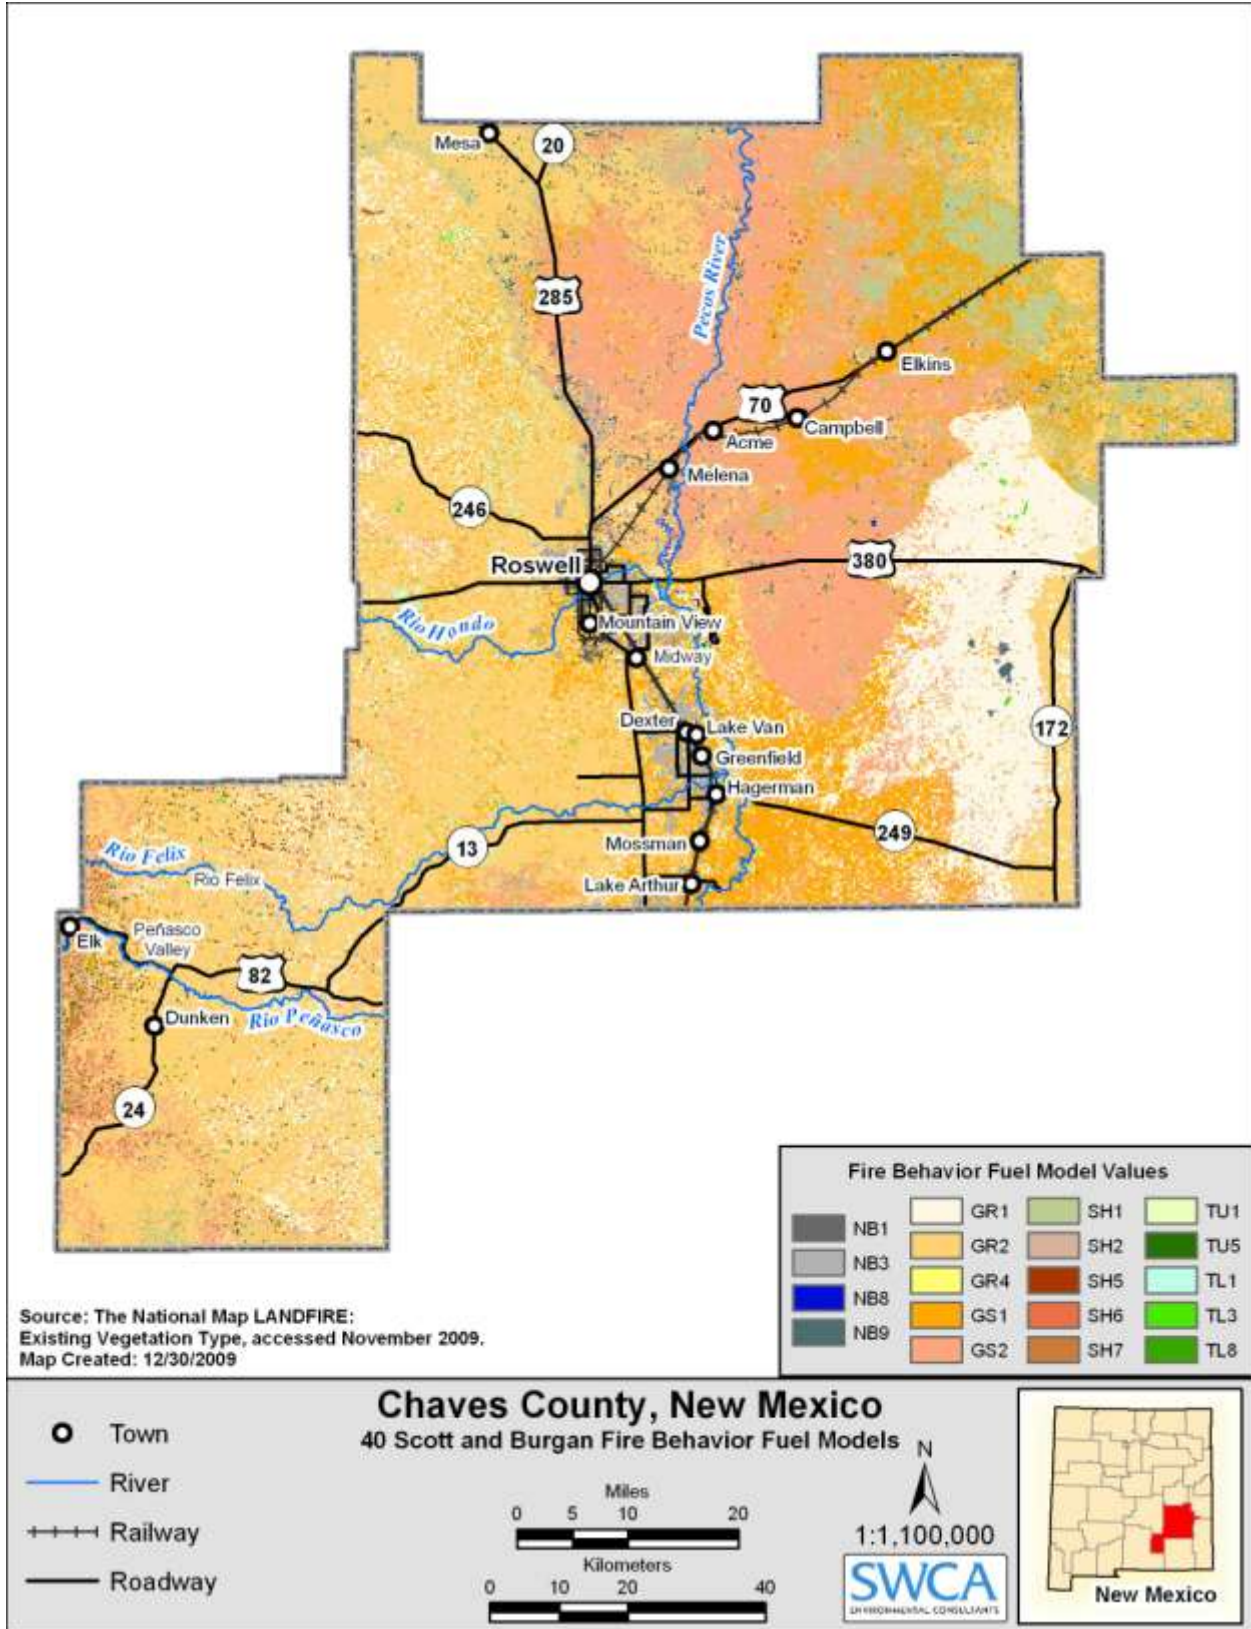 Mesa
20
285
Pecos River
Elkins
70
Campbell
Acme
Melena
246
Roswell
380
Rio Hondo
Mountain View
Midway
Dexter
Lake Van
172
Greenfield
Hagerman
249
13
Mossman
Rio Felix
Rio Felix
Lake Arthur
Elk
Peñasco
Valley
82
Dunken
Rio Peñasco
24
Fire Behavior Fuel Model Values
NB1
NB3
NB8
NB9
GR1
GR2
GR4
GS1
GS2
SH1
SH2
SH5
SH6
SH7
TU1
TU5
TL1
TL3
TL8
Source: The National Map LANDFIRE:
Existing Vegetation Type, accessed November 2009.
Map Created: 12/30/2009
Chaves County, New Mexico
40 Scott and Burgan Fire Behavior Fuel Models
Town
River
Railway
Roadway
Miles
0 5 10 20
Kilometers
0 10 20 40
N
1:1,100,000
SWCA
ENVIRONMENTAL CONSULTANTS
New Mexico